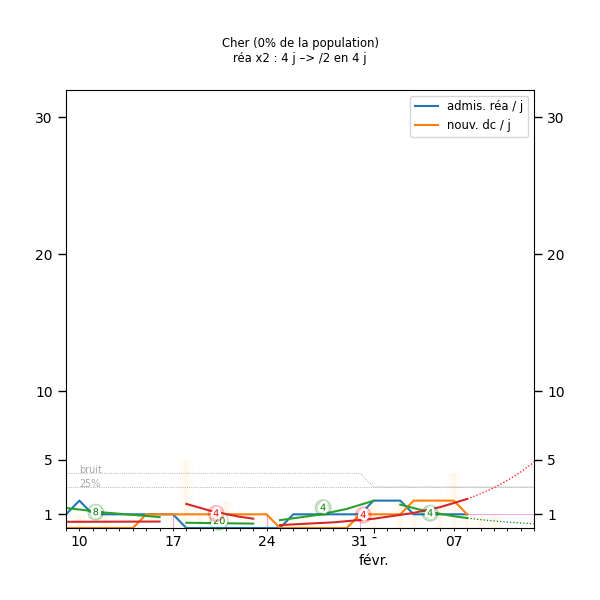 Cher (0% de la population)
réa x2 : 4 j –> /2 en 4 j
admis. réa / j
nouv. dc / j
30 30
20 20
10 10
5 5
bruit
25%
1 1
8 4 20 4 4 4
10 17 24 31 07
févr.